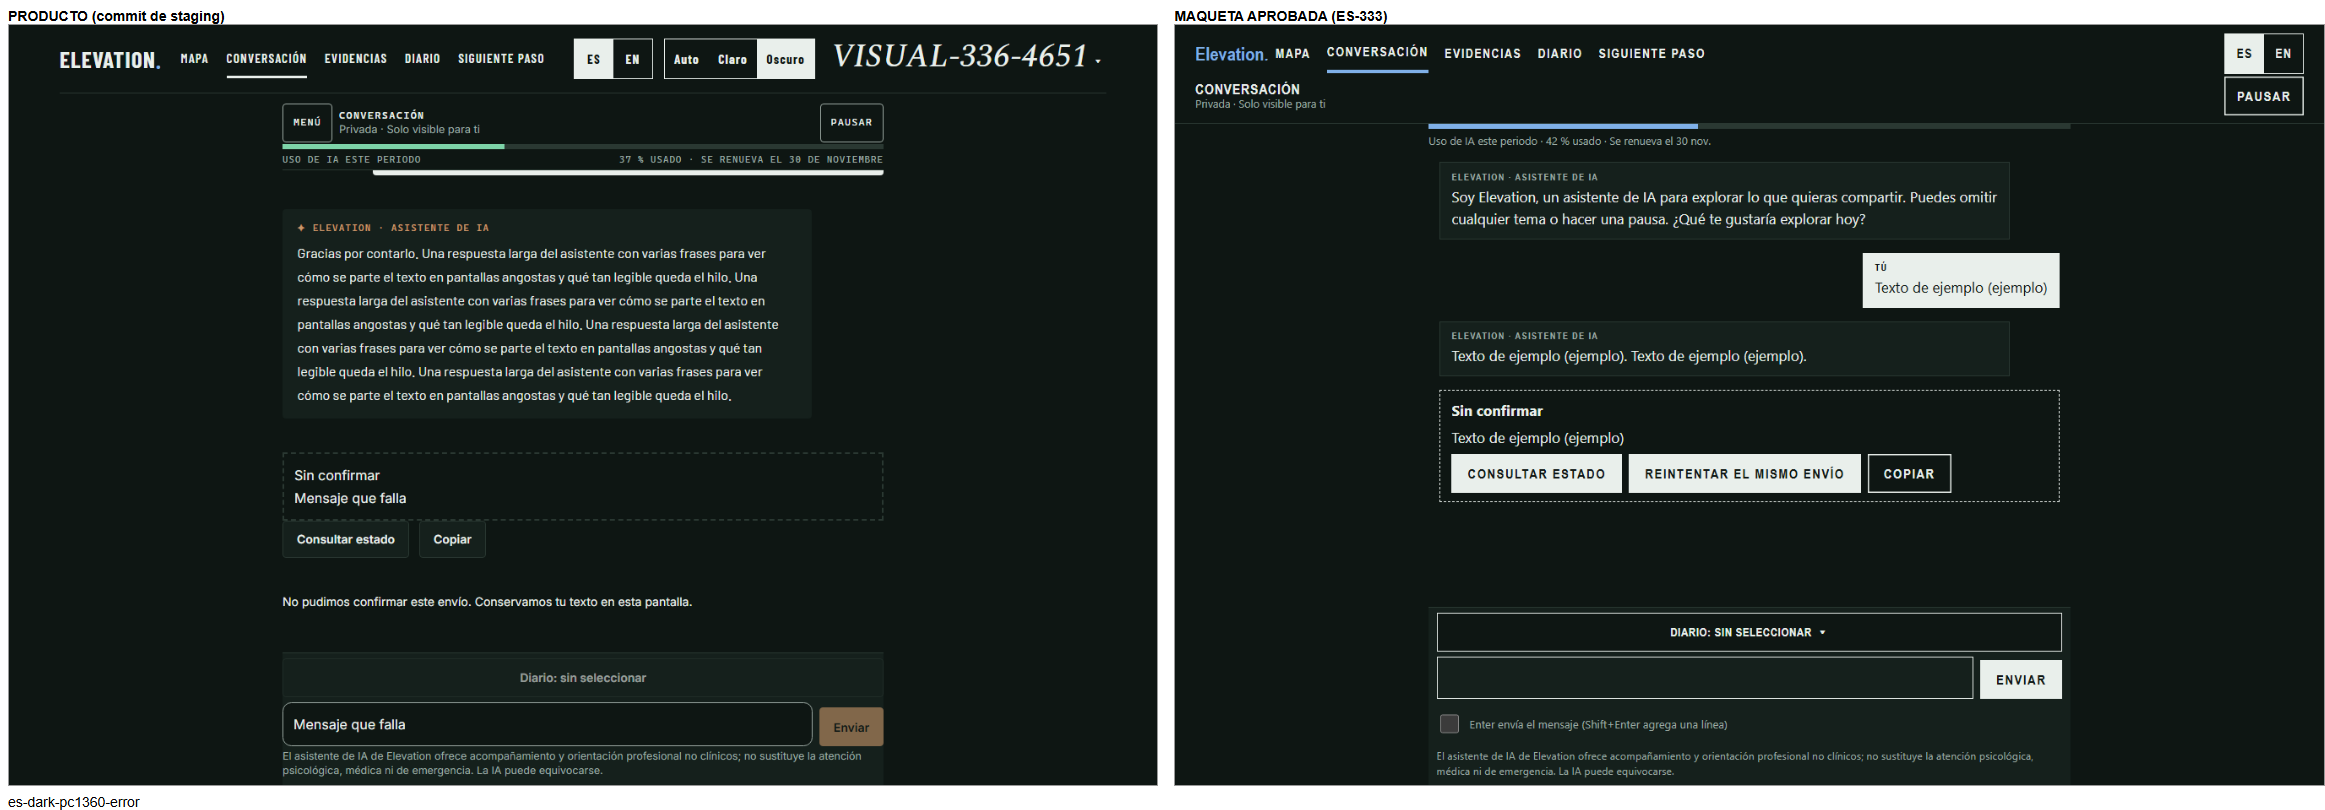 PRODUCTO (commit de staging)
ELEVATION. MAPA CONVERSACIÓN EVIDENCIAS DIARIO SIGUIENTE PASO ES EN Auto Claro Oscuro VISUAL-336-4651
MENÚ
CONVERSACIÓN
Privada · Solo visible para ti
PAUSAR
USO DE IA ESTE PERIODO 37 % USADO · SE RENUEVA EL 30 DE NOVIEMBRE
✦ ELEVATION · ASISTENTE DE IA
Gracias por contarlo. Una respuesta larga del asistente con varias frases para ver
cómo se parte el texto en pantallas angostas y qué tan legible queda el hilo. Una
respuesta larga del asistente con varias frases para ver cómo se parte el texto en
pantallas angostas y qué tan legible queda el hilo. Una respuesta larga del asistente
con varias frases para ver cómo se parte el texto en pantallas angostas y qué tan
legible queda el hilo. Una respuesta larga del asistente con varias frases para ver
cómo se parte el texto en pantallas angostas y qué tan legible queda el hilo.
Sin confirmar
Mensaje que falla
Consultar estado Copiar
No pudimos confirmar este envío. Conservamos tu texto en esta pantalla.
Diario: sin seleccionar
Mensaje que falla
Enviar
El asistente de IA de Elevation ofrece acompañamiento y orientación profesional no clínicos; no sustituye la atención
psicológica, médica ni de emergencia. La IA puede equivocarse.
es-dark-pc1360-error
MAQUETA APROBADA (ES-333)
Elevation. MAPA CONVERSACIÓN EVIDENCIAS DIARIO SIGUIENTE PASO ES EN
CONVERSACIÓN
Privada · Solo visible para ti
PAUSAR
Uso de IA este periodo · 42 % usado · Se renueva el 30 nov.
ELEVATION · ASISTENTE DE IA
Soy Elevation, un asistente de IA para explorar lo que quieras compartir. Puedes omitir
cualquier tema o hacer una pausa. ¿Qué te gustaría explorar hoy?
TÚ
Texto de ejemplo (ejemplo)
ELEVATION · ASISTENTE DE IA
Texto de ejemplo (ejemplo). Texto de ejemplo (ejemplo).
Sin confirmar
Texto de ejemplo (ejemplo)
CONSULTAR ESTADO REINTENTAR EL MISMO ENVÍO COPIAR
DIARIO: SIN SELECCIONAR
ENVIAR
Enter envía el mensaje (Shift+Enter agrega una línea)
El asistente de IA de Elevation ofrece acompañamiento y orientación profesional no clínicos; no sustituye la atención psicológica,
médica ni de emergencia. La IA puede equivocarse.